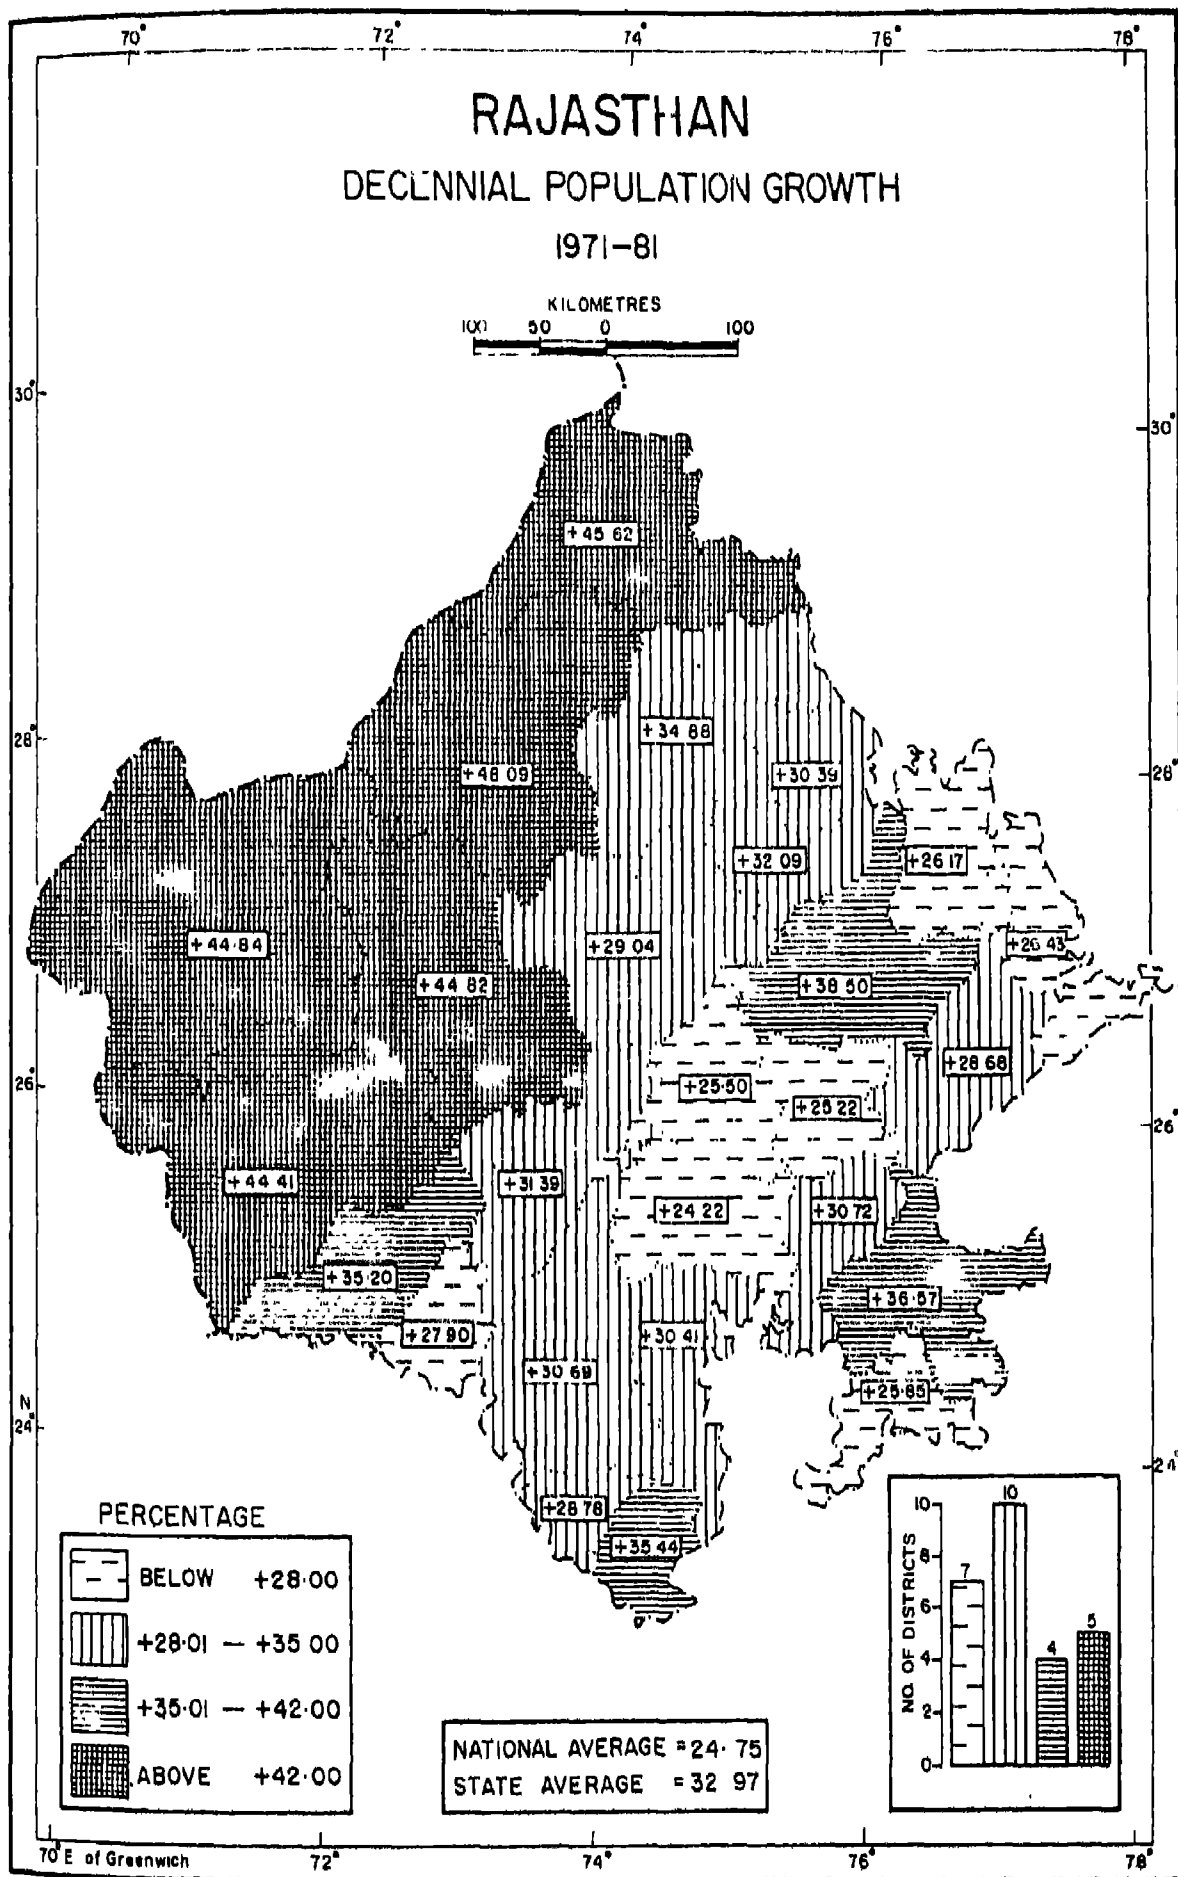 70° 72° 74° 76° 78°
RAJASTHAN
DECENNIAL POPULATION GROWTH
1971-81
KILOMETRES
100 50 0 100
30°
30°
+45 62
+34 88
28°
+48 09
+30 39
28°
+32 09
+26 17
+44.84
+29 04
+26 43
+44 82
+38 50
+28 68
26°
+25.50
+25 22
26°
+44 41
+31 39
+24 22
+30 72
+35.20
+36.57
+27 90
+30 41
+30 69
+25.85
N
24°
24°
+28 78
+35 44
PERCENTAGE
BELOW +28.00
+28.01 — +35 00
+35.01 — +42.00
ABOVE +42.00
NATIONAL AVERAGE =24.75
STATE AVERAGE =32 97
NO. OF DISTRICTS
10
8
6
4
2
0
7 10 4 5
70° E of Greenwich 72° 74° 76° 78°